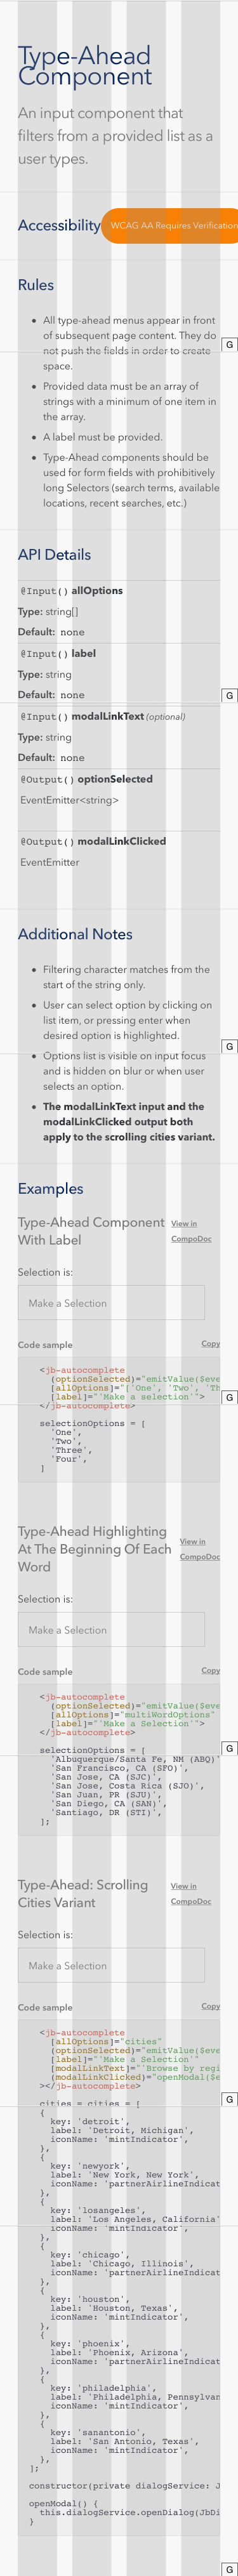 Type-Ahead
Component
An input component that
filters from a provided list as a
user types.
Accessibility
WCAG AA Requires Verification
Rules
All type-ahead menus appear in front
of subsequent page content. They do
not push the fields in order to create
space.
G
Provided data must be an array of
strings with a minimum of one item in
the array.
A label must be provided.
Type-Ahead components should be
used for form fields with prohibitively
long Selectors (search terms, available
locations, recent searches, etc.)
API Details
@Input() allOptions
Type: string[]
Default: none
@Input() label
Type: string
Default: none
G
@Input() modalLinkText (optional)
Type: string
Default: none
@Output() optionSelected
EventEmitter<string>
@Output() modalLinkClicked
EventEmitter
Additional Notes
Filtering character matches from the
start of the string only.
User can select option by clicking on
list item, or pressing enter when
desired option is highlighted.
G
Options list is visible on input focus
and is hidden on blur or when user
selects an option.
The modalLinkText input and the
modalLinkClicked output both
apply to the scrolling cities variant.
Examples
Type-Ahead Component
With Label
View in
CompoDoc
Selection is:
Make a Selection
Code sample
Copy
<jb-autocomplete
(optionSelected)="emitValue($eve
[allOptions]="['One', 'Two', 'Th
[label]="'Make a selection'">
</jb-autocomplete>
G
selectionOptions = [
'One',
'Two',
'Three',
'Four',
]
Type-Ahead Highlighting
At The Beginning Of Each
Word
View in
CompoDoc
Selection is:
Make a Selection
Code sample
Copy
<jb-autocomplete
(optionSelected)="emitValue($eve
[allOptions]="multiWordOptions"
[label]="'Make a Selection'">
</jb-autocomplete>
G
selectionOptions = [
'Albuquerque/Santa Fe, NM (ABQ)'
'San Francisco, CA (SFO)',
'San Jose, CA (SJC)',
'San Jose, Costa Rica (SJO)',
'San Juan, PR (SJU)',
'San Diego, CA (SAN)',
'Santiago, DR (STI)',
];
Type-Ahead: Scrolling
Cities Variant
View in
CompoDoc
Selection is:
Make a Selection
Code sample
Copy
<jb-autocomplete
[allOptions]="cities"
(optionSelected)="emitValue($eve
[label]="'Make a Selection'"
[modalLinkText]="'Browse by regi
(modalLinkClicked)="openModal($e
></jb-autocomplete>
G
cities = cities = [
{
key: 'detroit',
label: 'Detroit, Michigan',
iconName: 'mintIndicator',
},
{
key: 'newyork',
label: 'New York, New York',
iconName: 'partnerAirlineIndicat
},
{
key: 'losangeles',
label: 'Los Angeles, California'
iconName: 'mintIndicator',
},
{
key: 'chicago',
label: 'Chicago, Illinois',
iconName: 'partnerAirlineIndicat
},
{
key: 'houston',
label: 'Houston, Texas',
iconName: 'mintIndicator',
},
{
key: 'phoenix',
label: 'Phoenix, Arizona',
iconName: 'partnerAirlineIndicat
},
{
key: 'philadelphia',
label: 'Philadelphia, Pennsylvan
iconName: 'mintIndicator',
},
{
key: 'sanantonio',
label: 'San Antonio, Texas',
iconName: 'mintIndicator',
},
];
constructor(private dialogService: J
openModal() {
this.dialogService.openDialog(JbDi
}
G